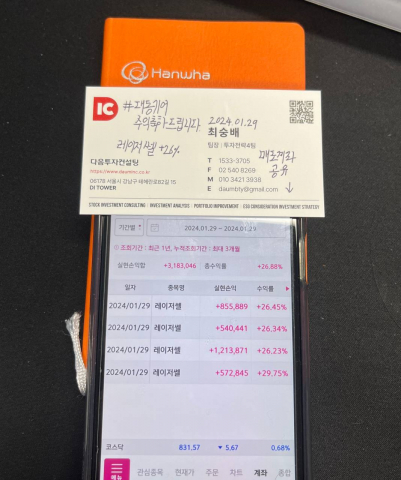 Hanwha
IC
#대동기어
수익축하드립니다
2024.01.29
레이저쎌 +26%
최승배
팀장 | 투자전략4팀
매도계좌
공유
↓
다음투자컨설팅
https://www.daumnc.co.kr
06178 서울시 강남구 테헤란로82길 15
DI TOWER
T 1533-3705
F 02 540 8269
M 010 3421 3938
E daumbty@gmail.com
STOCK INVESTMENT CONSULTING · INVESTMENT ANALYSIS · PORTFOLIO IMPROVEMENT · ESG CONSIDERATION INVESTMENT STRATEGY
기간별 2024.01.29 ~ 2024.01.29
조회기간 : 최근 1년, 누적조회기간 : 최대 3개월
실현손익합 +3,183,046 총수익률 +26.88%
일자 종목명 실현손익 수익률
2024/01/29 레이저쎌 +855,889 +26.45%
2024/01/29 레이저쎌 +540,441 +26.34%
2024/01/29 레이저쎌 +1,213,871 +26.23%
2024/01/29 레이저쎌 +572,845 +29.75%
코스닥 831.57 ▼ 5.67 0.68%
메뉴 관심종목 현재가 주문 차트 계좌 종합